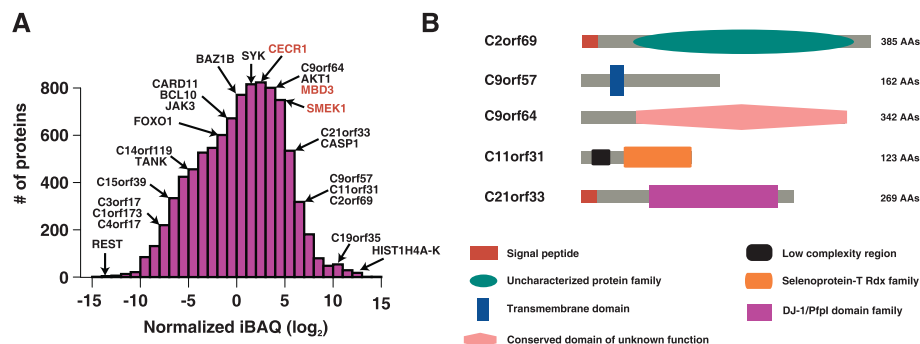 A
# of proteins
800
600
400
200
0
-15
-10
-5
0
5
10
15
Normalized iBAQ (log2)
REST
C3orf17
C1orf173
C4orf17
C15orf39
C14orf119
TANK
FOXO1
CARD11
BCL10
JAK3
BAZ1B
SYK
CECR1
C9orf64
AKT1
MBD3
SMEK1
C21orf33
CASP1
C9orf57
C11orf31
C2orf69
C19orf35
HIST1H4A-K
B
C2orf69
385 AAs
C9orf57
162 AAs
C9orf64
342 AAs
C11orf31
123 AAs
C21orf33
269 AAs
Signal peptide
Uncharacterized protein family
Transmembrane domain
Conserved domain of unknown function
Low complexity region
Selenoprotein-T Rdx family
DJ-1/PfpI domain family